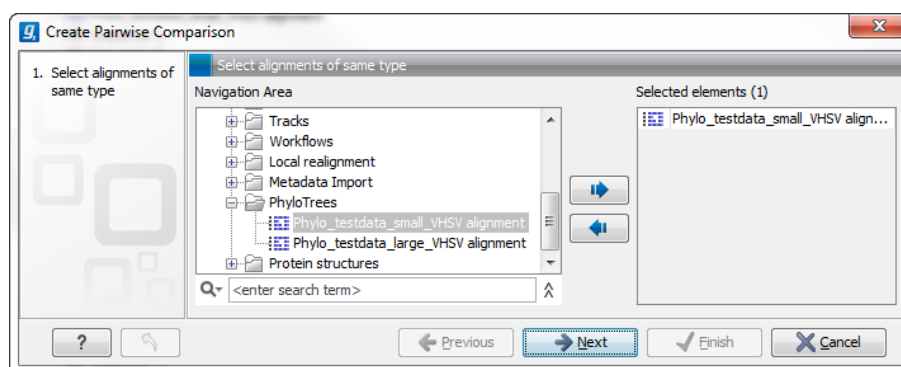 Create Pairwise Comparison
1. Select alignments of
same type
Select alignments of same type
Navigation Area
Tracks
Workflows
Local realignment
Metadata Import
PhyloTrees
Phylo_testdata_small_VHSV alignment
Phylo_testdata_large_VHSV alignment
Protein structures
<enter search term>
Selected elements (1)
Phylo_testdata_small_VHSV align...
?
Previous
Next
Finish
Cancel